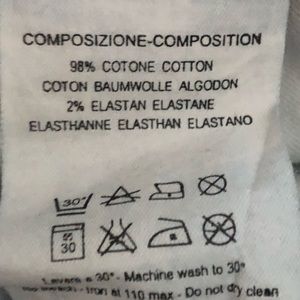 COMPOSIZIONE-COMPOSITION
98% COTONE COTTON
COTON BAUMWOLLE ALGODON
2% ELASTAN ELASTANE
ELASTHANNE ELASTHAN ELASTANO
30°
30
a 30° - Machine wash to 30°
Iron at 110 max - Do not dry clean